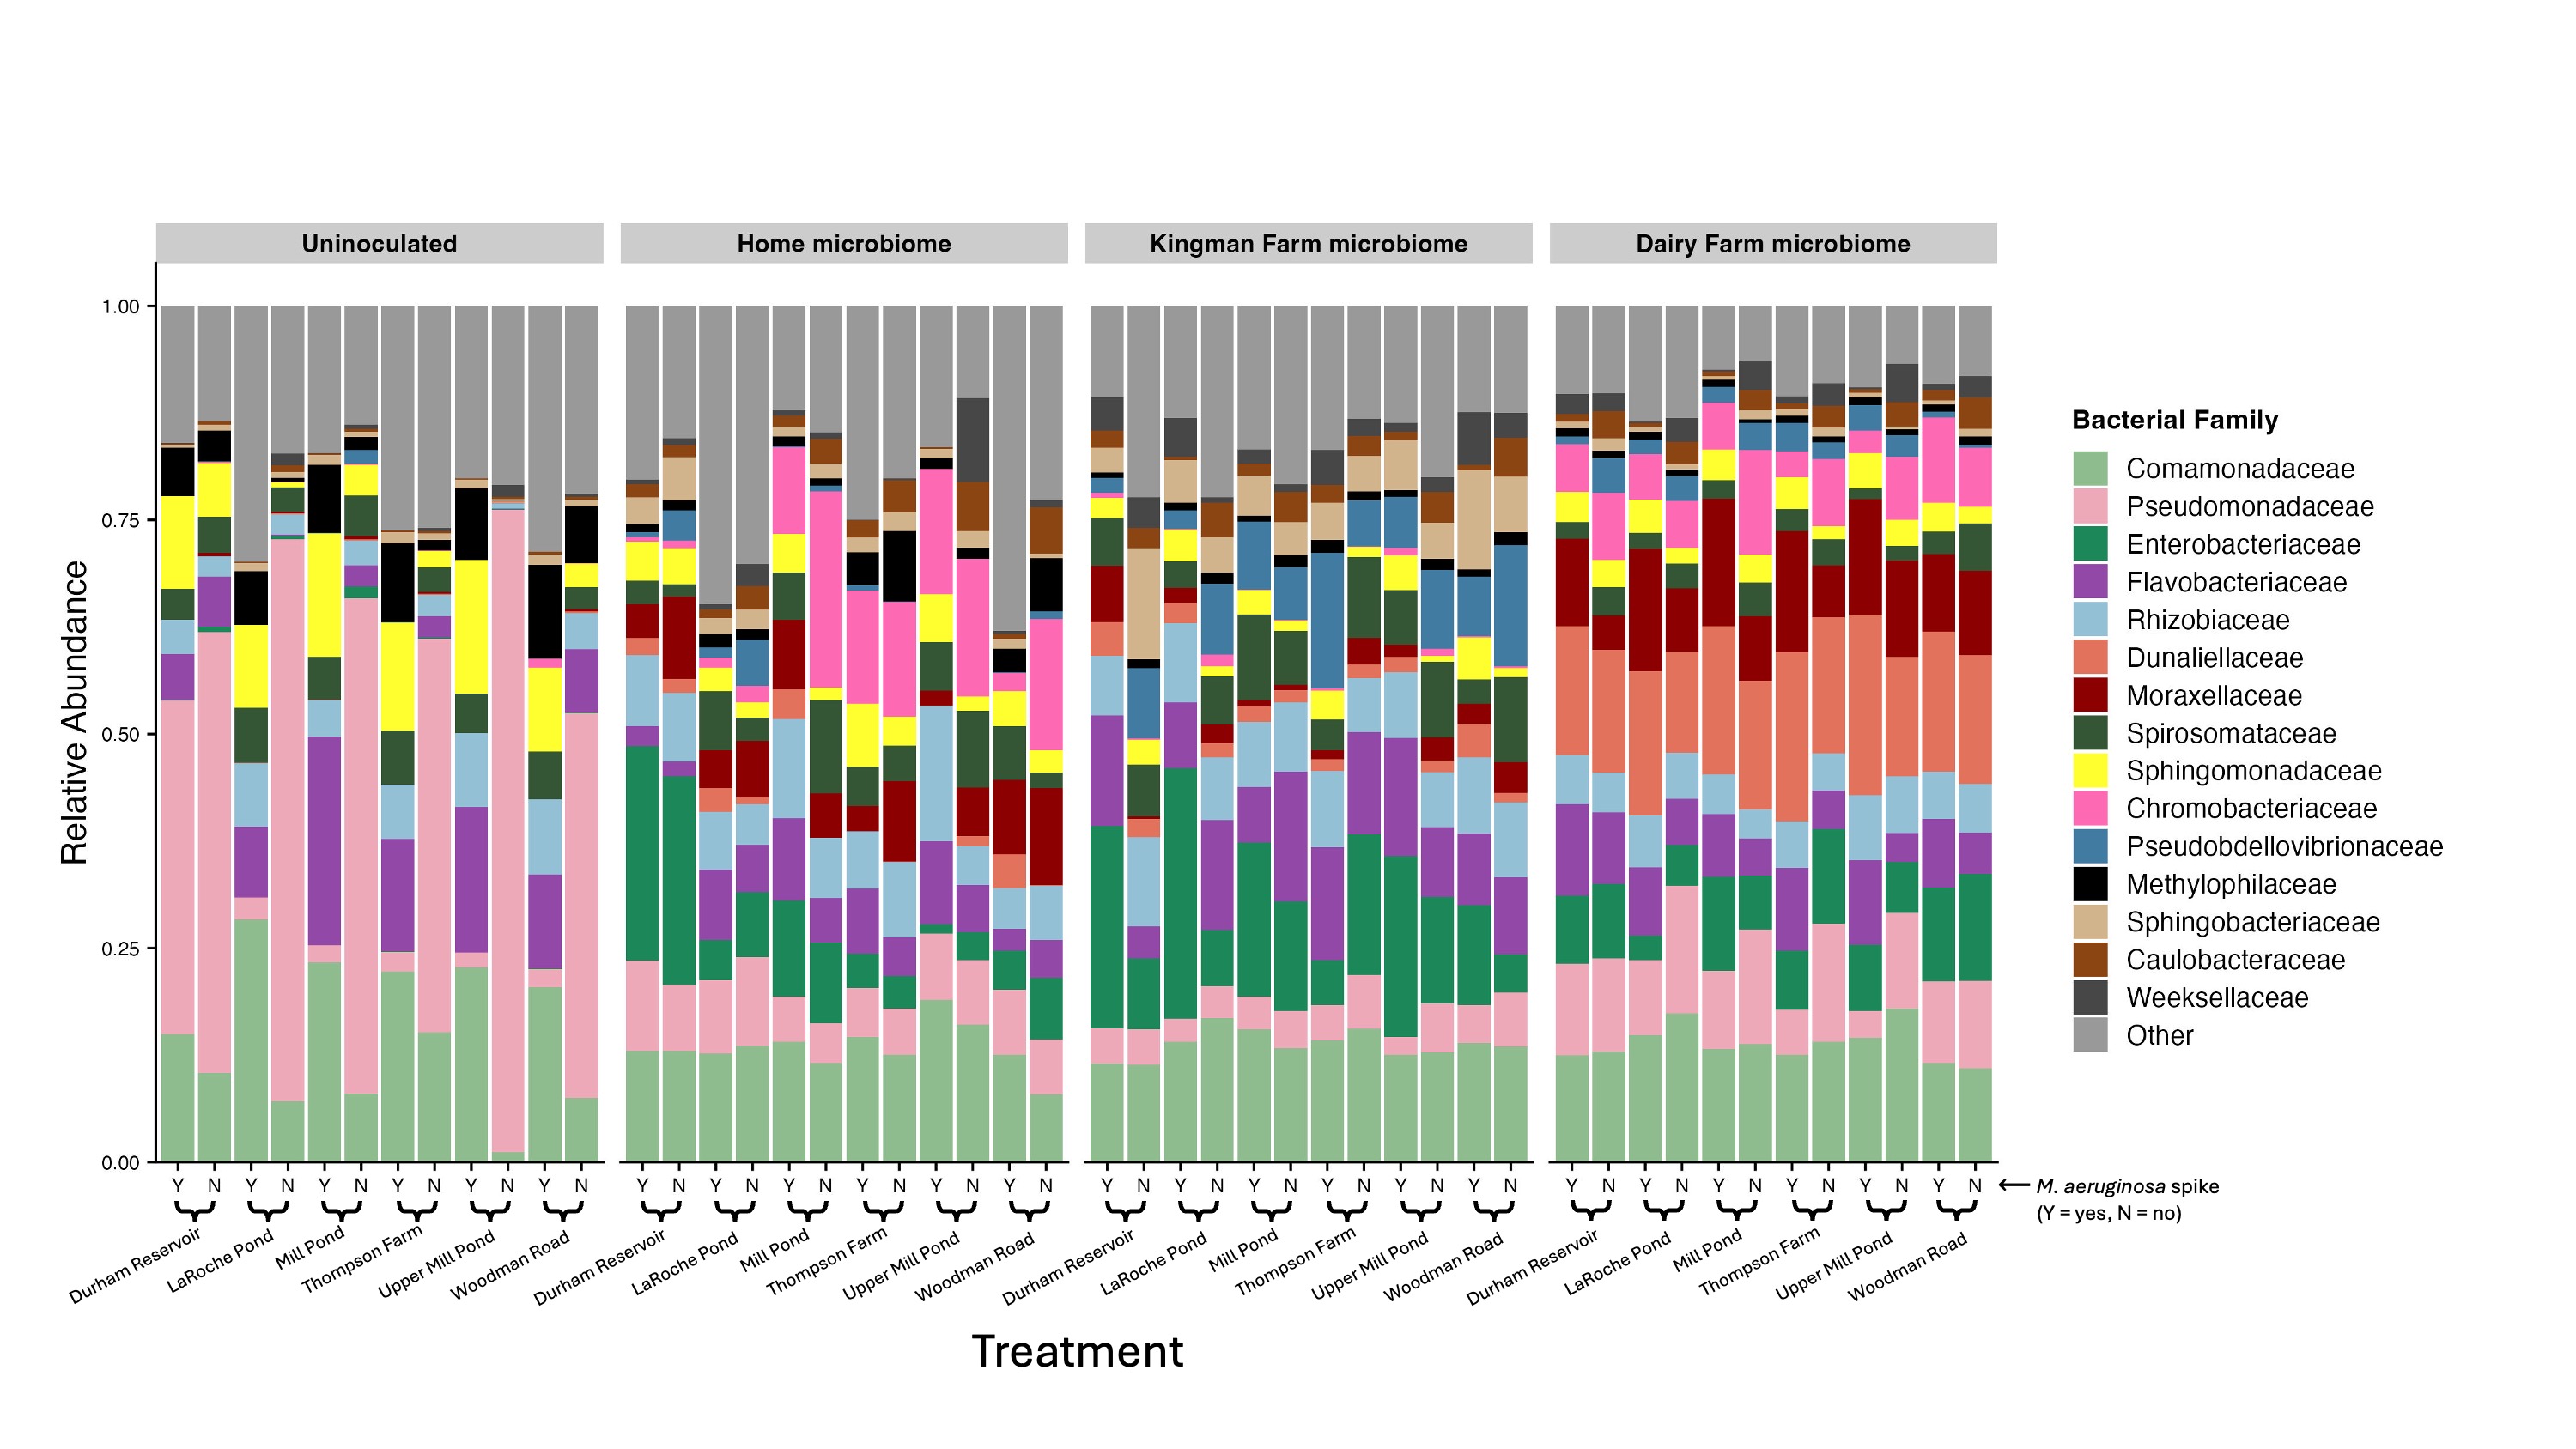 Uninoculated
Home microbiome
Kingman Farm microbiome
Dairy Farm microbiome
Relative Abundance
1.00
0.75
0.50
0.25
0.00
Y N Y N Y N Y N Y N Y N
Y N Y N Y N Y N Y N Y N
Y N Y N Y N Y N Y N Y N
Y N Y N Y N Y N Y N Y N
← M. aeruginosa spike
(Y = yes, N = no)
Durham Reservoir
LaRoche Pond
Mill Pond
Thompson Farm
Upper Mill Pond
Woodman Road
Durham Reservoir
LaRoche Pond
Mill Pond
Thompson Farm
Upper Mill Pond
Woodman Road
Durham Reservoir
LaRoche Pond
Mill Pond
Thompson Farm
Upper Mill Pond
Woodman Road
Durham Reservoir
LaRoche Pond
Mill Pond
Thompson Farm
Upper Mill Pond
Woodman Road
Treatment
Bacterial Family
Comamonadaceae
Pseudomonadaceae
Enterobacteriaceae
Flavobacteriaceae
Rhizobiaceae
Dunaliellaceae
Moraxellaceae
Spirosomataceae
Sphingomonadaceae
Chromobacteriaceae
Pseudobdellovibrionaceae
Methylophilaceae
Sphingobacteriaceae
Caulobacteraceae
Weeksellaceae
Other